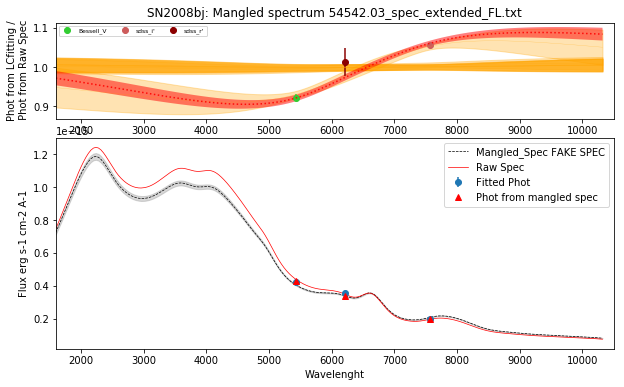 SN2008bj: Mangled spectrum 54542.03_spec_extended_FL.txt
Phot from LCfitting /
Phot from Raw Spec
1.1
1.0
0.9
Bessell_V
sdss_i'
sdss_r'
2000 3000 4000 5000 6000 7000 8000 9000 10000
1e−15
Flux erg s-1 cm-2 A-1
1.2
1.0
0.8
0.6
0.4
0.2
Mangled_Spec FAKE SPEC
Raw Spec
Fitted Phot
Phot from mangled spec
2000 3000 4000 5000 6000 7000 8000 9000 10000
Wavelenght